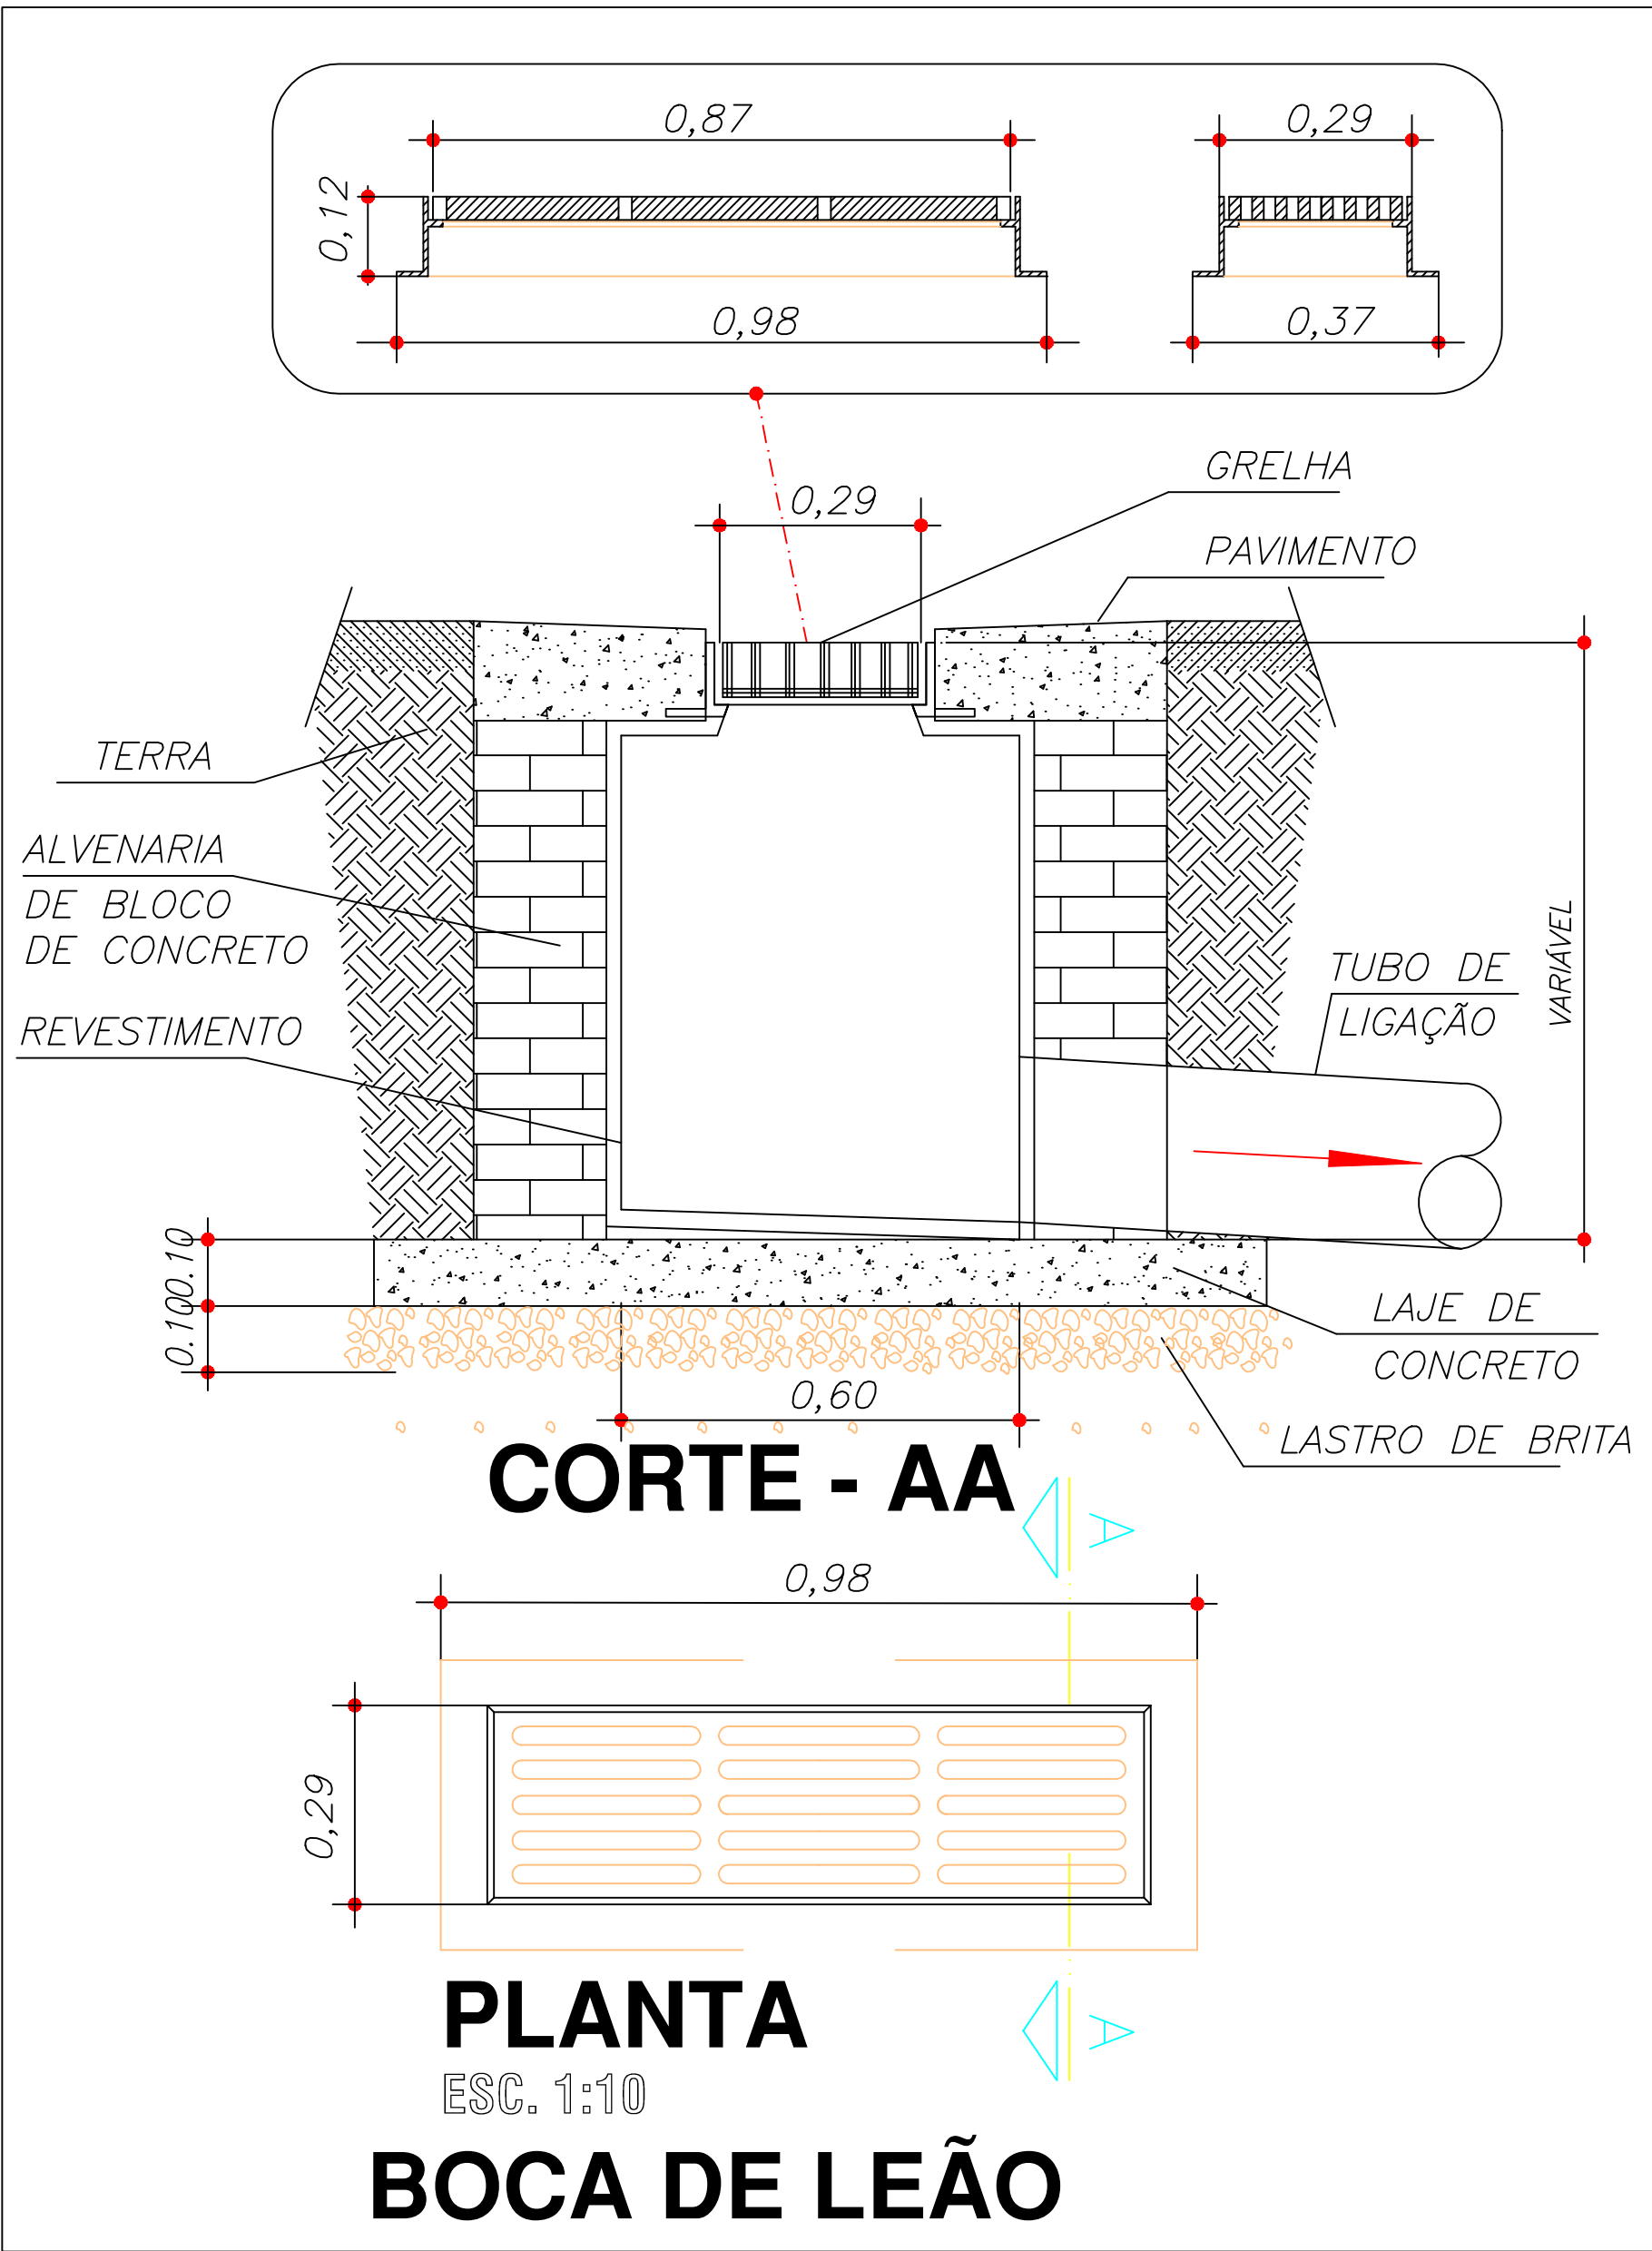 0,87
0,29
0,12
0,98
0,37
GRELHA
0,29
PAVIMENTO
TERRA
ALVENARIA
DE BLOCO
DE CONCRETO
VARIÁVEL
TUBO DE
LIGAÇÃO
REVESTIMENTO
0.10
0.10
LAJE DE
CONCRETO
0,60
LASTRO DE BRITA
CORTE - AA
A
0,98
0,29
PLANTA
A
ESC. 1:10
BOCA DE LEÃO